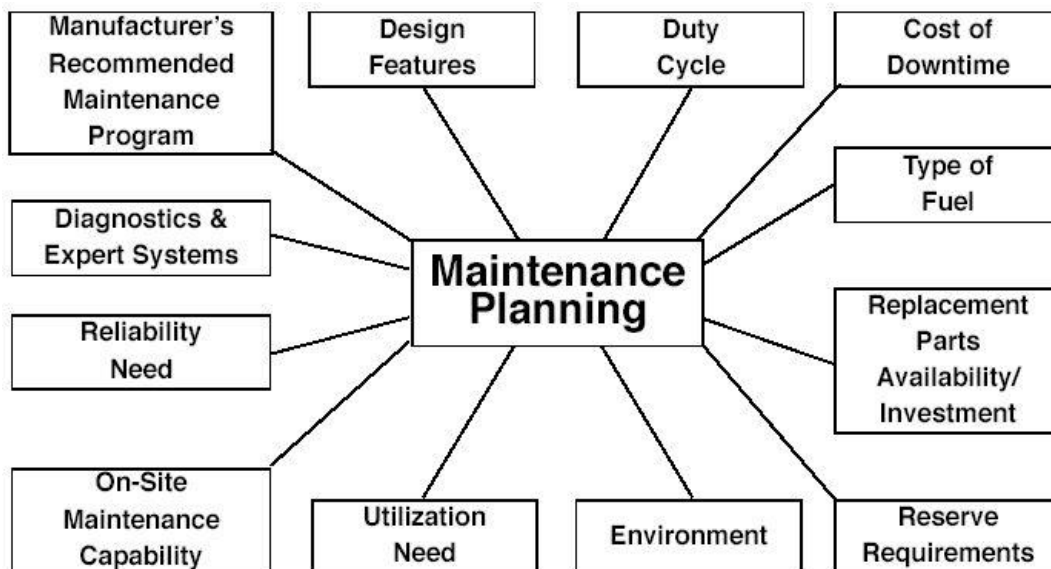 Manufacturer's
Recommended
Maintenance
Program
Design
Features
Duty
Cycle
Cost of
Downtime
Diagnostics &
Expert Systems
Type of
Fuel
Maintenance
Planning
Reliability
Need
Replacement
Parts
Availability/
Investment
On-Site
Maintenance
Capability
Utilization
Need
Environment
Reserve
Requirements